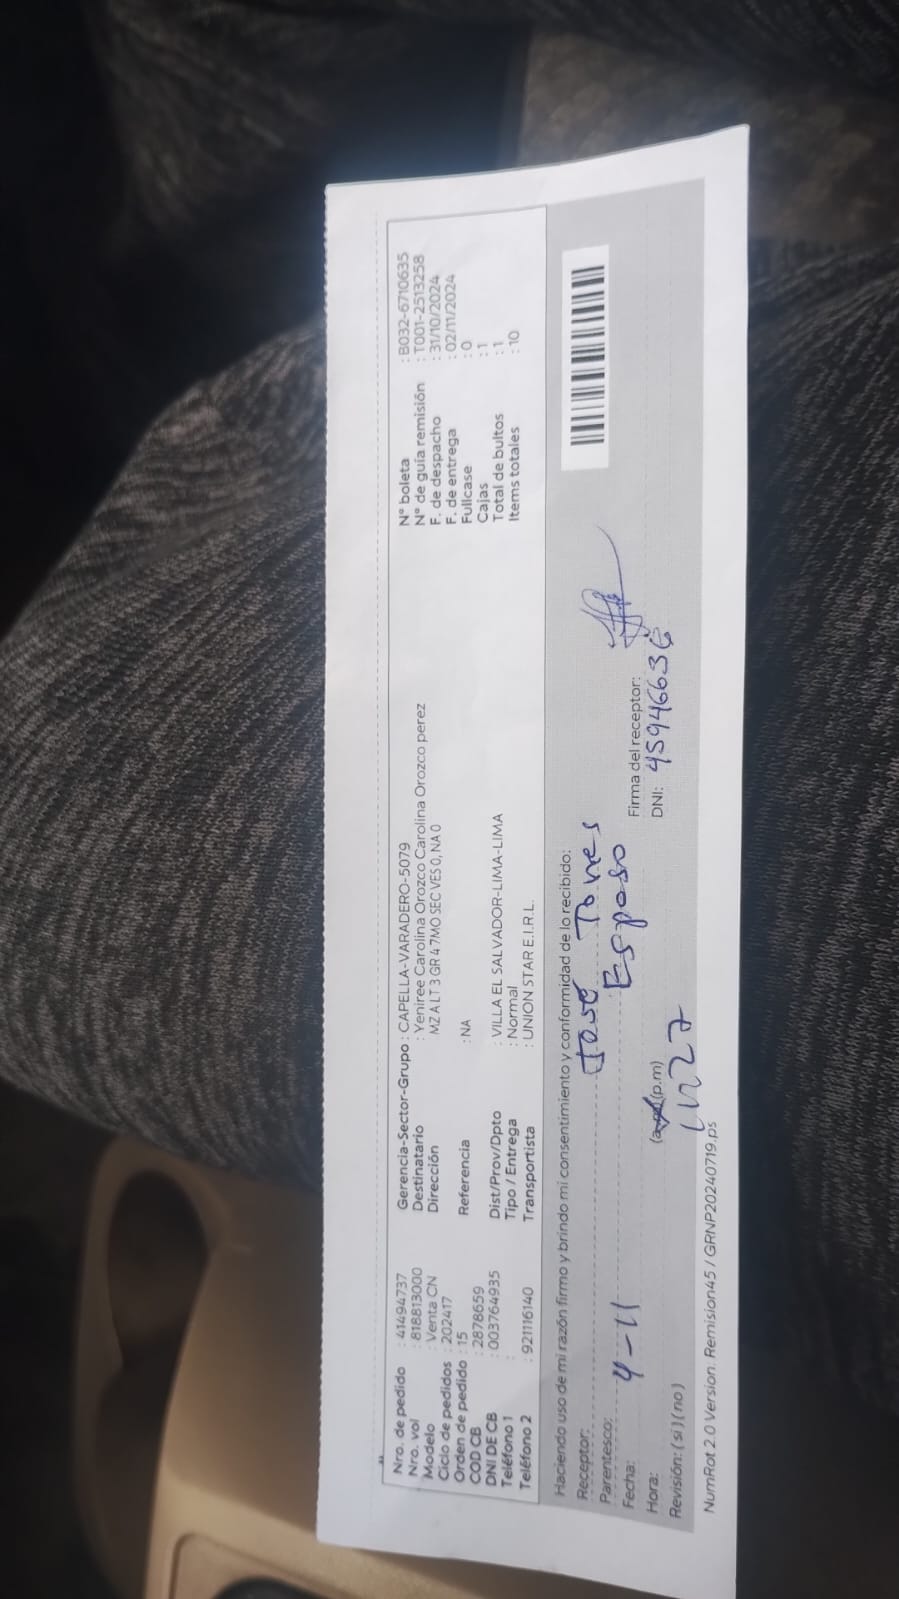 Nro. de pedido : 41494737
Nro. vol : 818813000
Modelo : Venta CN
Ciclo de pedidos : 202417
Orden de pedido : 15
COD CB : 2878659
DNI DE CB : 003764935
Teléfono 1 :
Teléfono 2 : 921116140
Gerencia-Sector-Grupo : CAPELLA-VARADERO-5079
Destinatario : Yeniree Carolina Orozco Carolina Orozco perez
Dirección MZ A LT 3 GR 4 7MO SEC VES 0, NA 0
Referencia : NA
Dist/Prov/Dpto : VILLA EL SALVADOR-LIMA-LIMA
Tipo / Entrega : Normal
Transportista : UNION STAR E.I.R.L.
N° boleta : B032-6710635
N° de guía remisión : T001-2513258
F. de despacho : 31/10/2024
F. de entrega : 02/11/2024
Fullcase : 0
Cajas : 1
Total de bultos : 1
Items totales : 10
Haciendo uso de mi razón firmo y brindo mi consentimiento y conformidad de lo recibido:
Receptor: José Torres
Parentesco: Esposo
Fecha: 4-11
Firma del receptor:
Hora: (p.m)
DNI: 45946636
Revisión: (si) (no)
NumRot 2.0 Version. Remision45 / GRNP20240719.ps